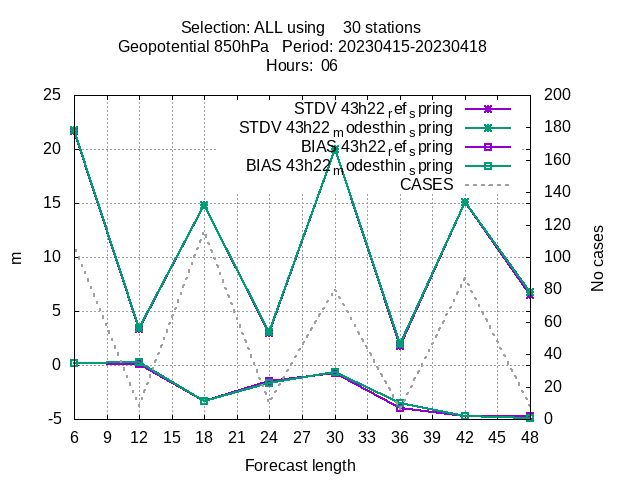 Selection: ALL using    30 stations
Geopotential 850hPa   Period: 20230415-20230418
Hours:  06
25
20
15
10
5
0
-5
200
180
160
140
120
100
80
60
40
20
0
STDV 43h22_ref_spring
STDV 43h22_modesthin_spring
BIAS 43h22_ref_spring
BIAS 43h22_modesthin_spring
CASES
m
No cases
6 9 12 15 18 21 24 27 30 33 36 39 42 45 48
Forecast length